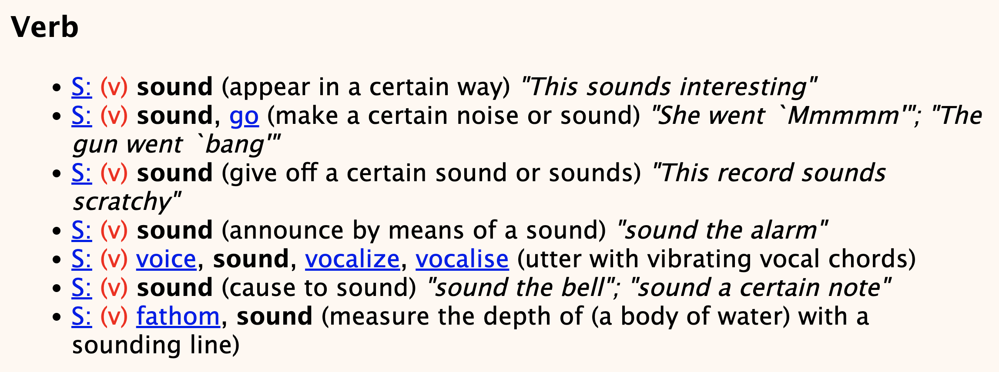 Verb
• S: (v) sound (appear in a certain way) "This sounds interesting"
• S: (v) sound, go (make a certain noise or sound) "She went `Mmmmm'"; "The
gun went `bang'"
• S: (v) sound (give off a certain sound or sounds) "This record sounds
scratchy"
• S: (v) sound (announce by means of a sound) "sound the alarm"
• S: (v) voice, sound, vocalize, vocalise (utter with vibrating vocal chords)
• S: (v) sound (cause to sound) "sound the bell"; "sound a certain note"
• S: (v) fathom, sound (measure the depth of (a body of water) with a
sounding line)